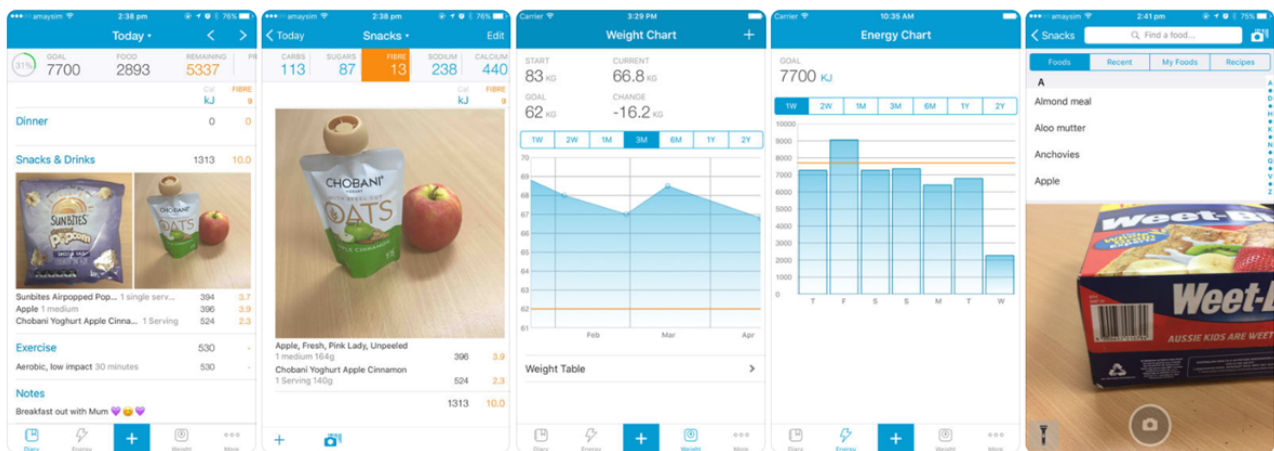 amaysim 2:38 pm 76%
Today
31%
GOAL FOOD REMAINING PR
7700 2893 5337
Cal FIBRE
kJ 9
Dinner 0 0
Snacks & Drinks 1313 10.0
SUNBITES
Popcorn
CHOBANI
OATS
Sunbites Airpopped Pop... 1 single serv... 394 3.7
Apple 1 medium 396 3.9
Chobani Yoghurt Apple Cinna... 1 Serving 524 2.3
Exercise 530 -
Aerobic, low impact 30 minutes 530 -
Notes
Breakfast out with Mum 💜😊💜
Diary Energy + Weight More
amaysim 2:38 pm 76%
Today Snacks Edit
CARBS SUGARS FIBRE SODIUM CALCIUM
113 87 13 238 440
Cal FIBRE
kJ 9
CHOBANI
OATS
APPLE CINNAMON
Apple, Fresh, Pink Lady, Unpeeled
1 medium 164g 396 3.9
Chobani Yoghurt Apple Cinnamon
1 Serving 140g 524 2.3
1313 10.0
+
Carrier 3:29 PM
Weight Chart +
START CURRENT
83 KG 66.8 KG
GOAL CHANGE
62 KG -16.2 KG
1W 2W 1M 3M 6M 1Y 2Y
70
69
68
67
66
65
64
63
62
61
Feb Mar Apr
Weight Table
Diary Energy + Weight More
Carrier 10:35 AM
Energy Chart
GOAL
7700 KJ
1W 2W 1M 3M 6M 1Y 2Y
10000
9000
8000
7000
6000
5000
4000
3000
2000
1000
0
T F S S M T W
Diary Energy + Weight More
amaysim 2:41 pm 75%
Snacks Find a food...
Foods Recent My Foods Recipes
A
Almond meal
Aloo mutter
Anchovies
Apple
A
D
H
K
N
Q
V
Z
Weet-Bi
Weet-B
AUSSIE KIDS ARE WEET